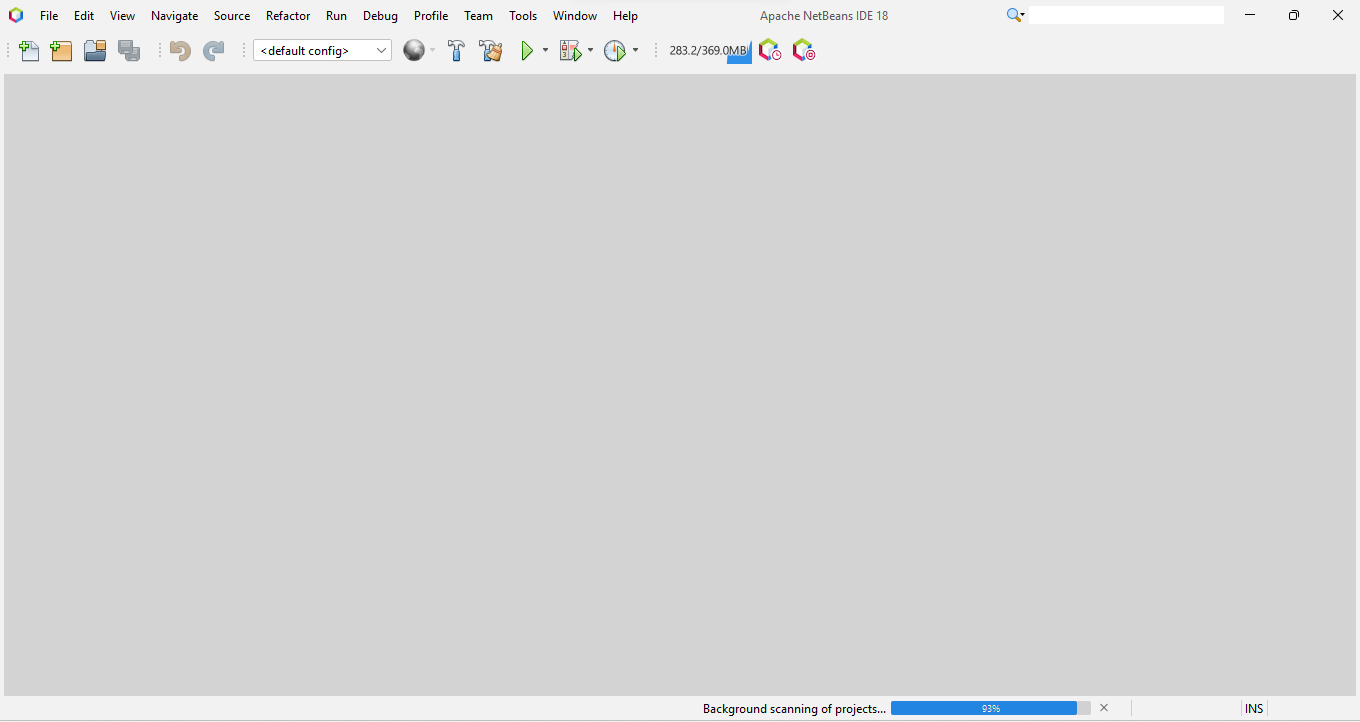 File Edit View Navigate Source Refactor Run Debug Profile Team Tools Window Help Apache NetBeans IDE 18
<default config> 283.2/369.0MB
Background scanning of projects... 93% INS